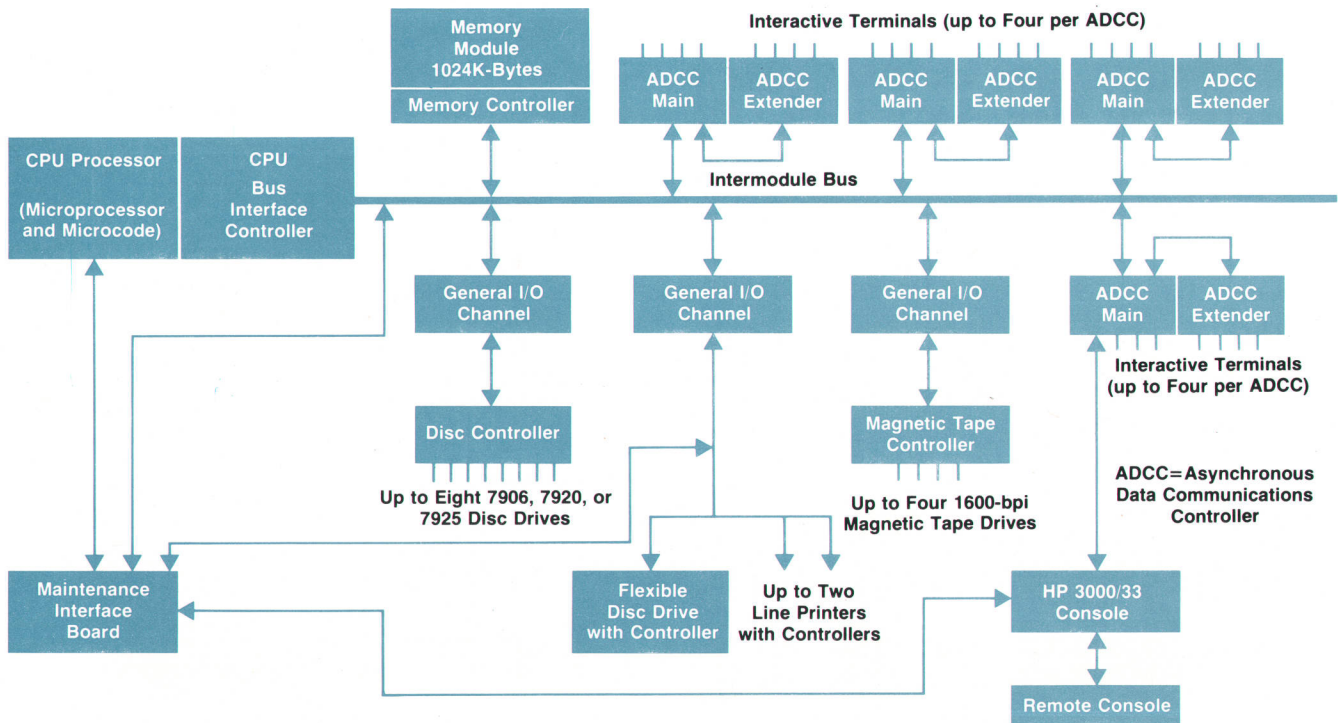 Memory
Module
1024K-Bytes
Memory Controller
Interactive Terminals (up to Four per ADCC)
ADCC
Main
ADCC
Extender
ADCC
Main
ADCC
Extender
ADCC
Main
ADCC
Extender
CPU Processor
(Microprocessor
and Microcode)
CPU
Bus
Interface
Controller
Intermodule Bus
General I/O
Channel
General I/O
Channel
General I/O
Channel
ADCC
Main
ADCC
Extender
Interactive Terminals
(up to Four per ADCC)
Disc Controller
Up to Eight 7906, 7920, or
7925 Disc Drives
Magnetic Tape
Controller
Up to Four 1600-bpi
Magnetic Tape Drives
ADCC=Asynchronous
Data Communications
Controller
Maintenance
Interface
Board
Flexible
Disc Drive
with Controller
Up to Two
Line Printers
with Controllers
HP 3000/33
Console
Remote Console